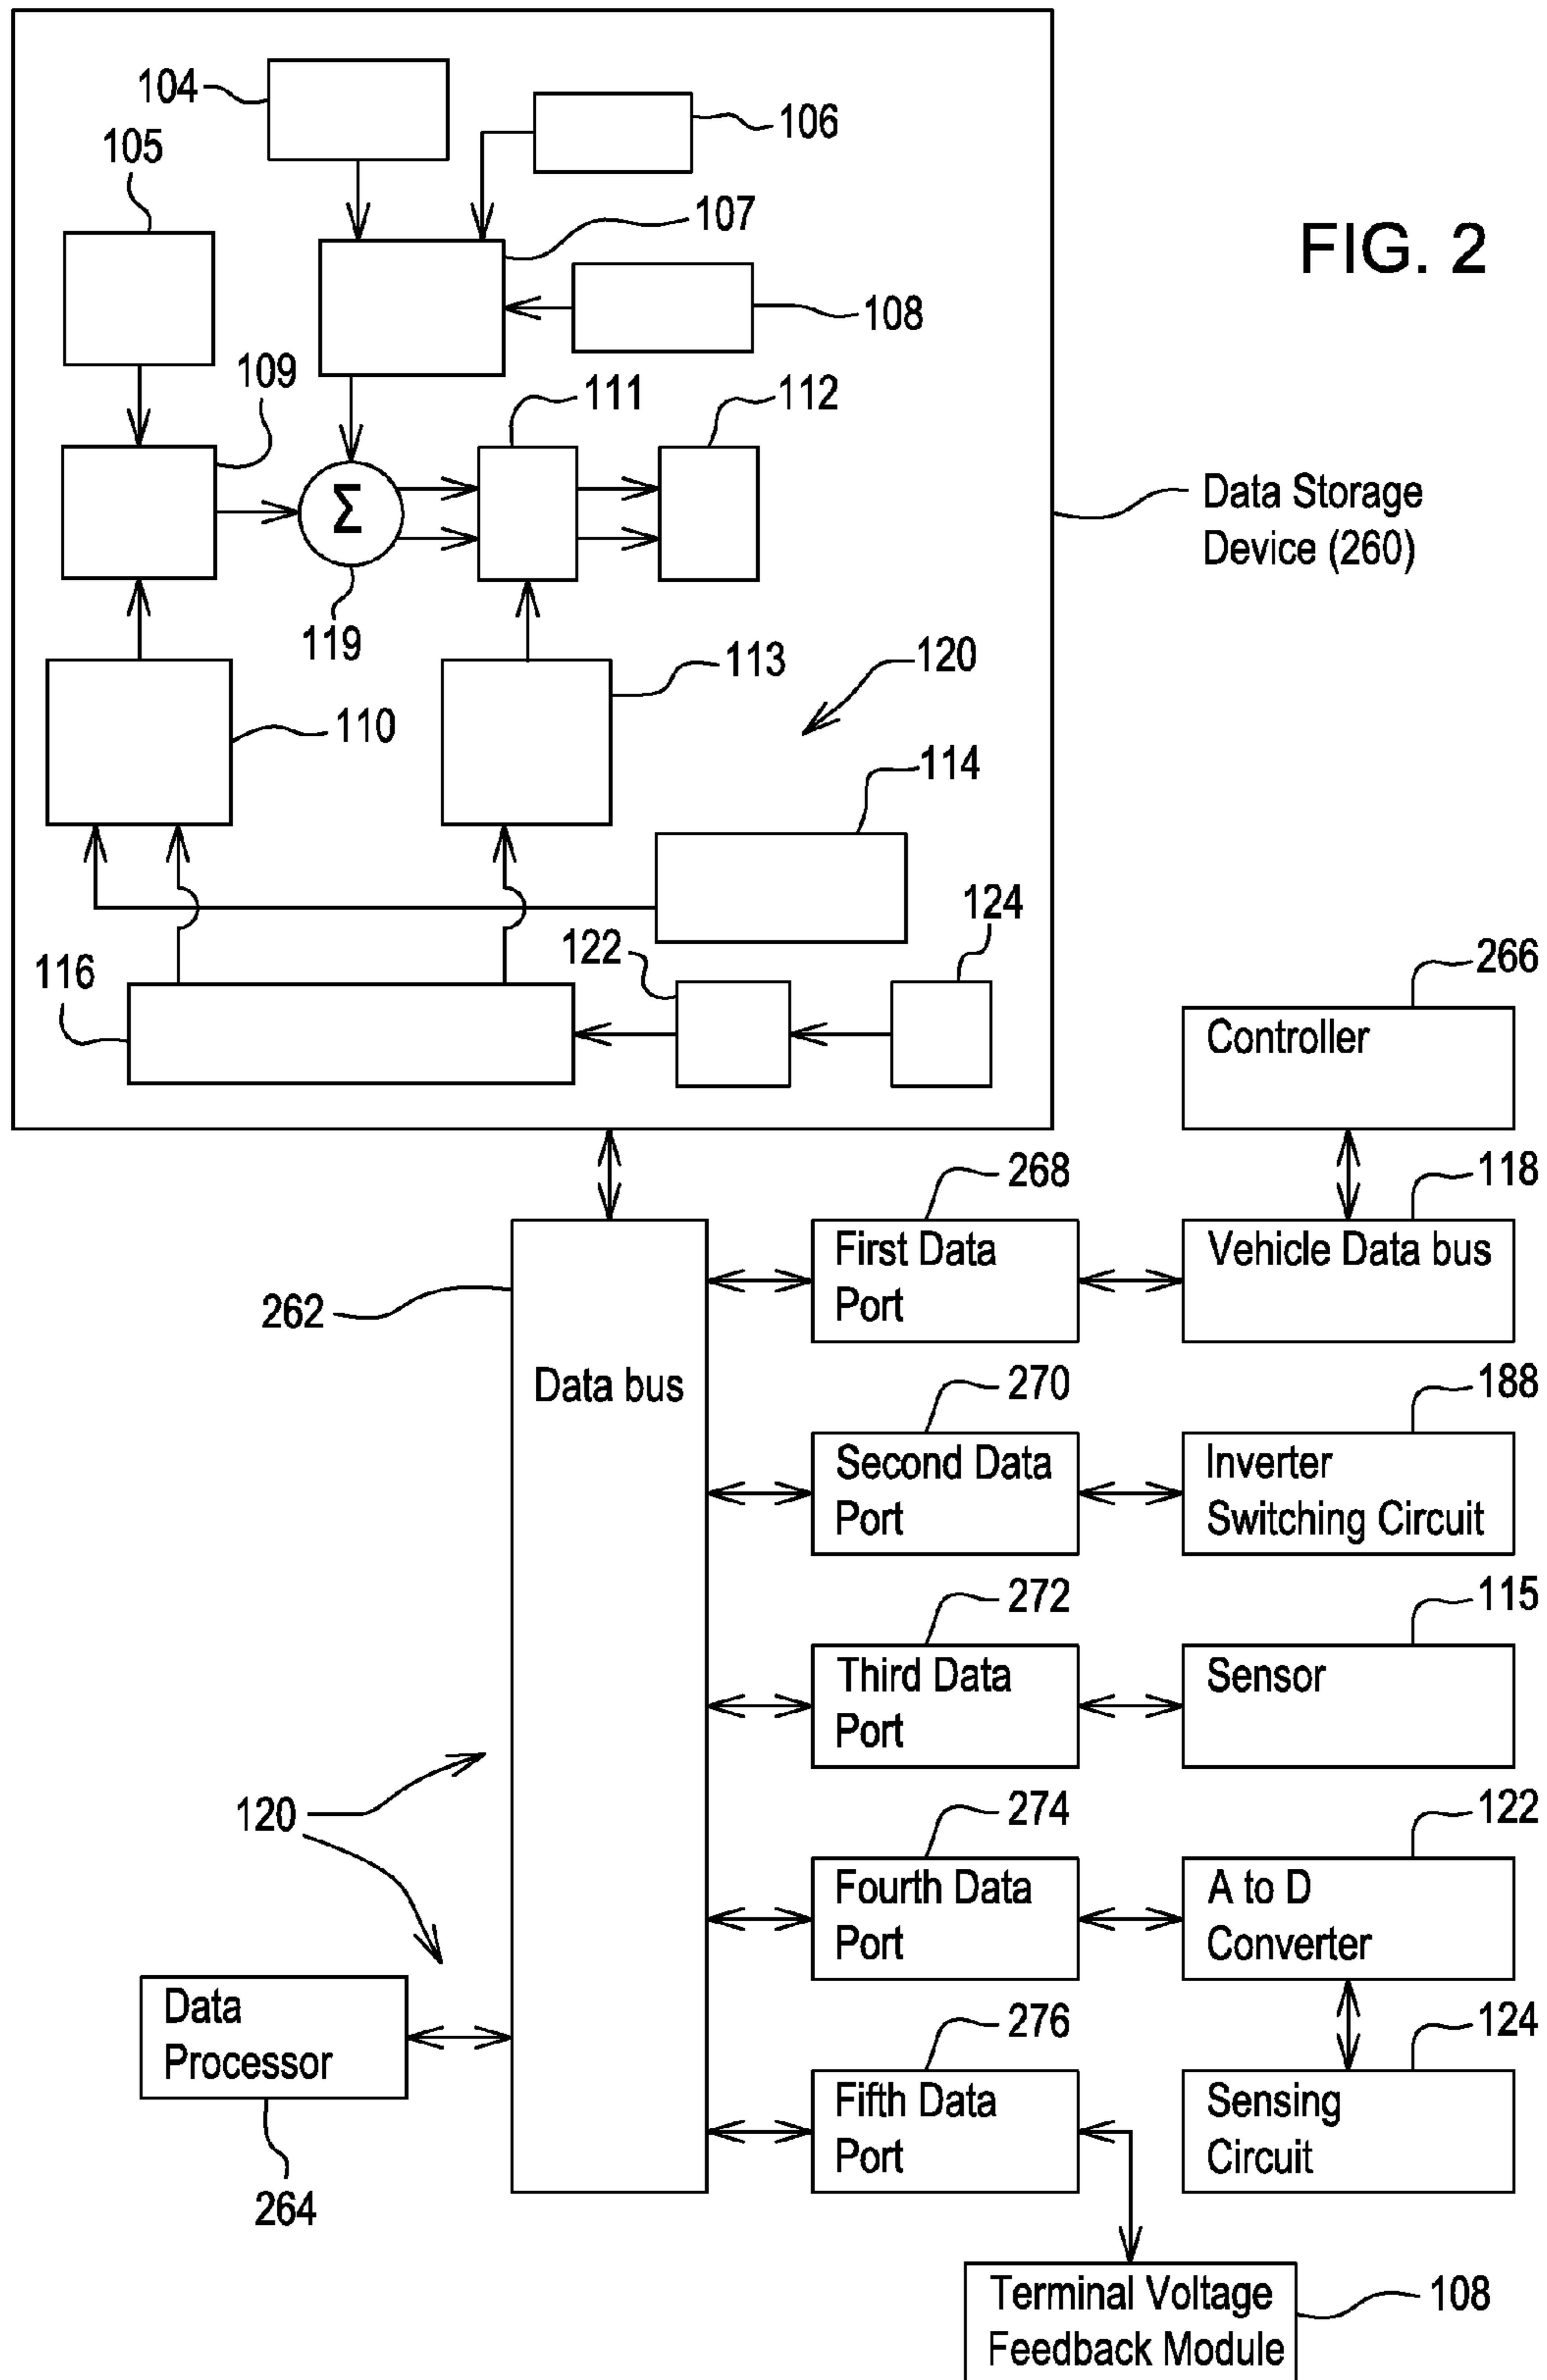 104
106
105
107
FIG. 2
108
109
111
112
Σ
Data Storage
Device (260)
119
113
120
110
114
124
122
116
266
Controller
268
118
First Data
Port
Vehicle Data bus
262
Data bus
270
188
Second Data
Port
Inverter
Switching Circuit
272
115
Third Data
Port
Sensor
120
274
122
Fourth Data
Port
A to D
Converter
Data
Processor
264
276
124
Fifth Data
Port
Sensing
Circuit
Terminal Voltage
Feedback Module
108